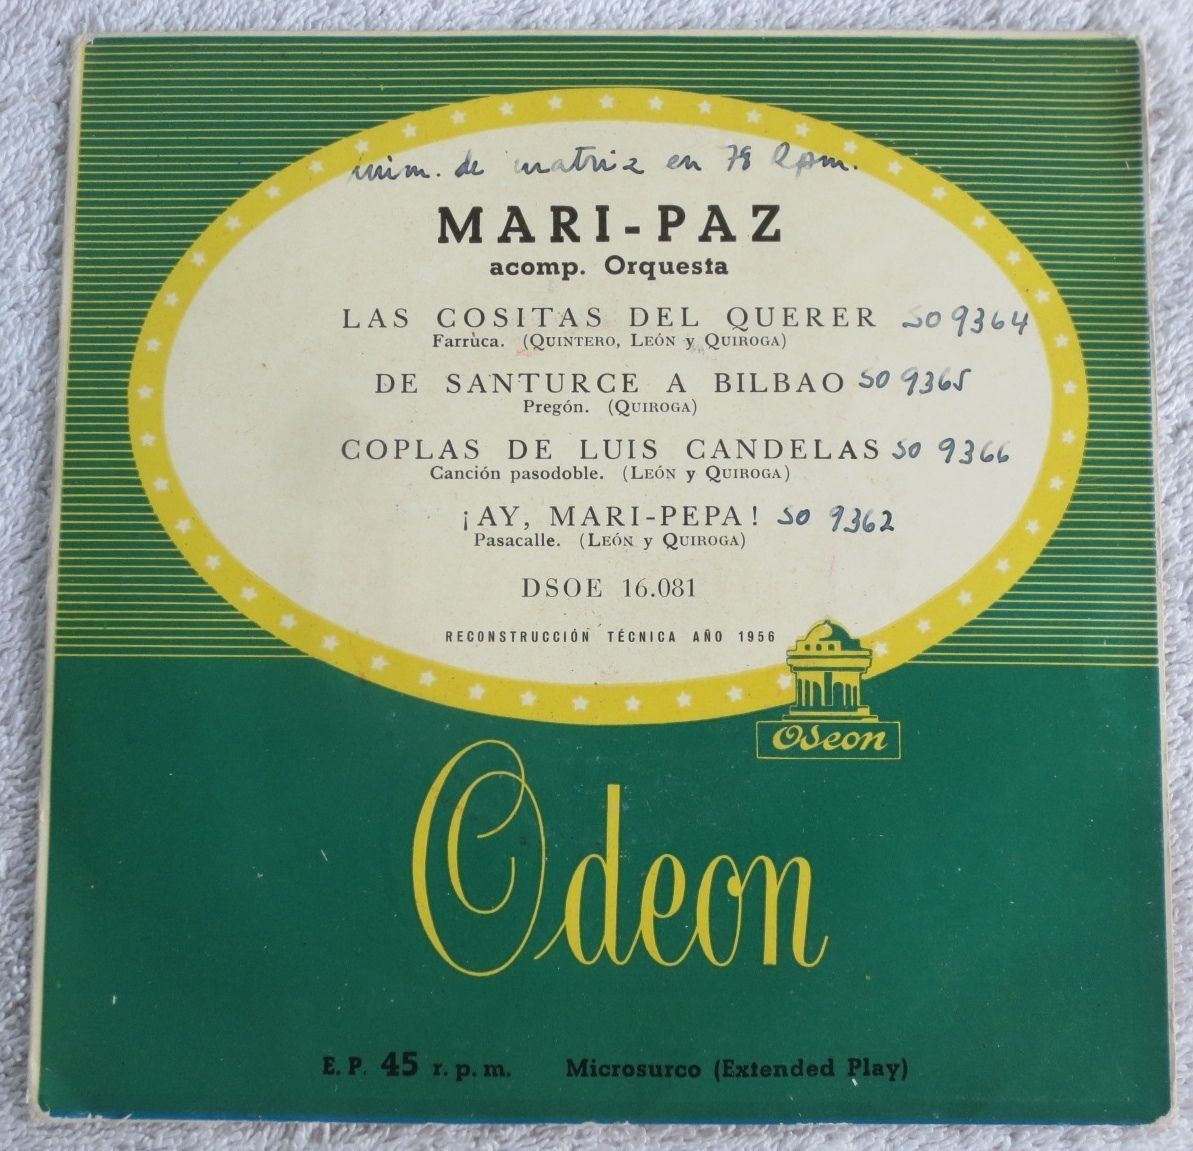 núm. de matriz en 78 rpm.
MARI-PAZ
acomp. Orquesta
LAS COSITAS DEL QUERER SO 9364
Farruca. (QUINTERO, LEÓN y QUIROGA)
DE SANTURCE A BILBAO SO 9365
Pregón. (QUIROGA)
COPLAS DE LUIS CANDELAS SO 9366
Canción pasodoble. (LEÓN y QUIROGA)
¡AY, MARI-PEPA! SO 9362
Pasacalle. (LEÓN y QUIROGA)
DSOE 16.081
RECONSTRUCCIÓN TÉCNICA AÑO 1956
Odeon
Odeon
E. P. 45 r. p. m. Microsurco (Extended Play)